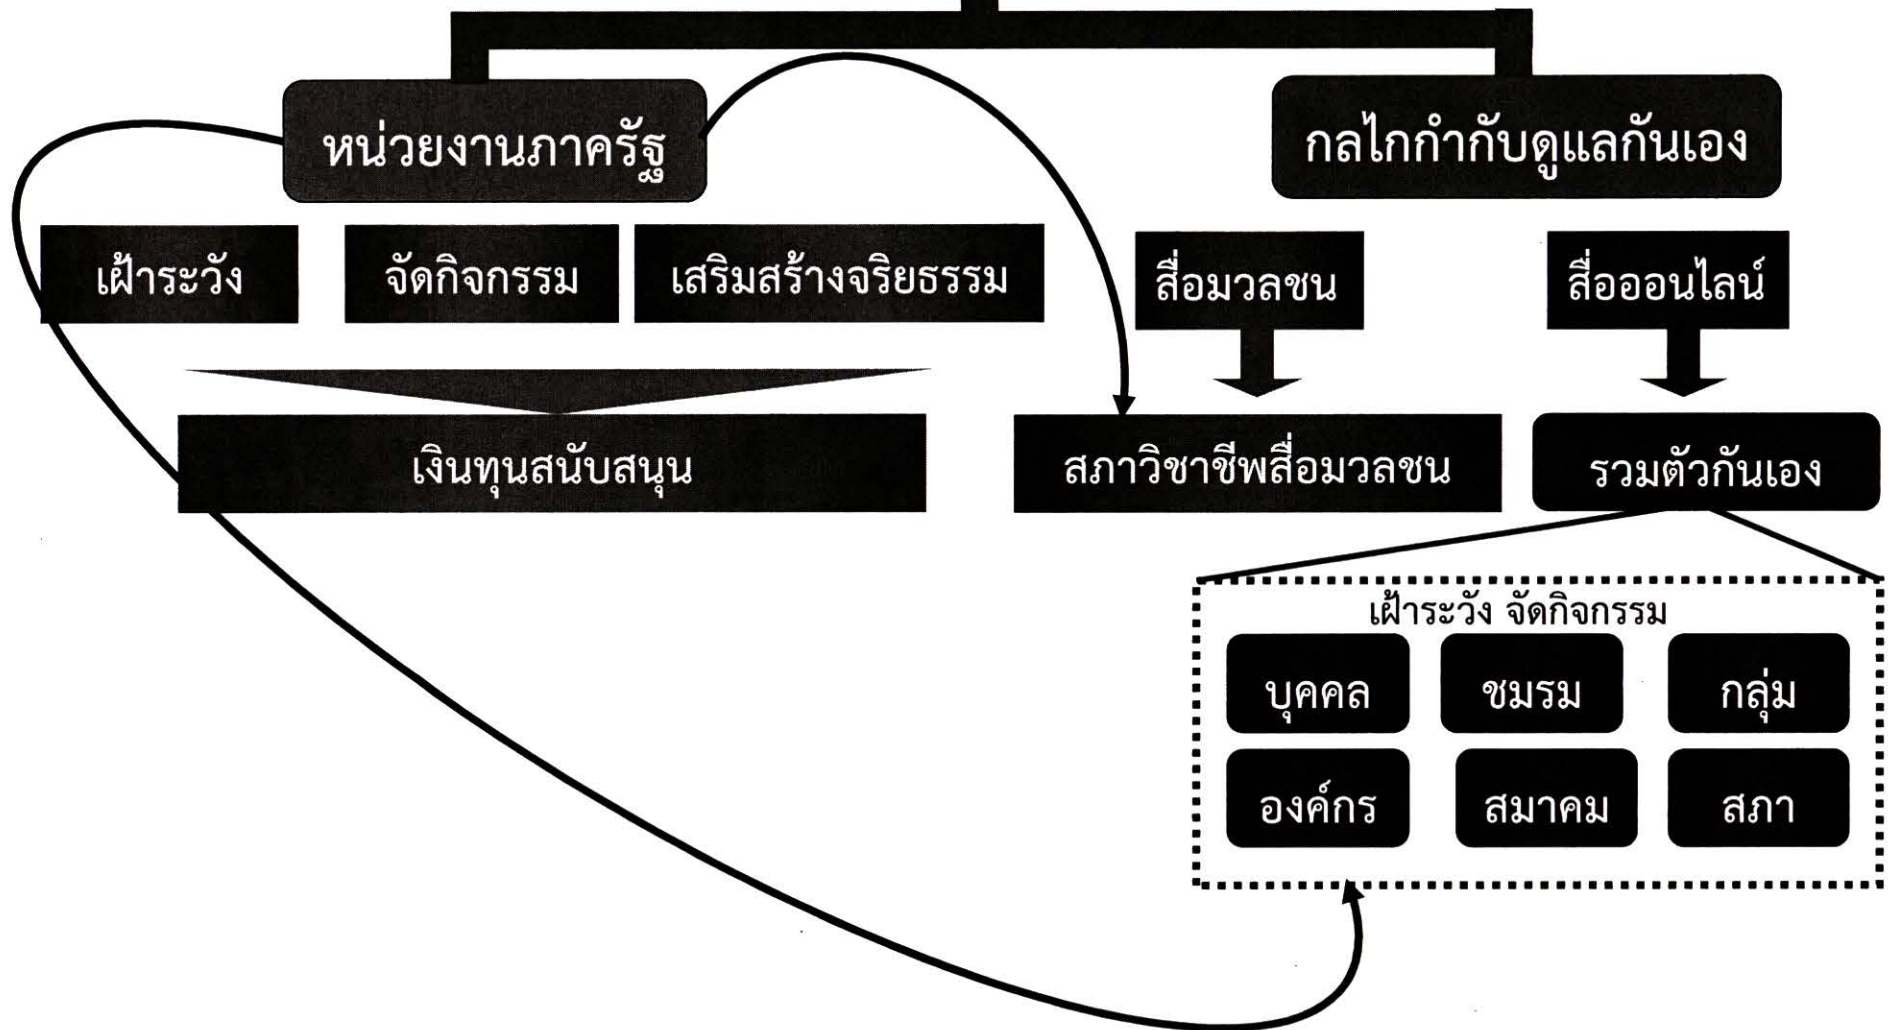 หน่วยงานภาครัฐ
กลไกกำกับดูแลกันเอง
เฝ้าระวัง
จัดกิจกรรม
เสริมสร้างจริยธรรม
สื่อมวลชน
สื่อออนไลน์
เงินทุนสนับสนุน
สภาวิชาชีพสื่อมวลชน
รวมตัวกันเอง
เฝ้าระวัง จัดกิจกรรม
บุคคล
ชมรม
กลุ่ม
องค์กร
สมาคม
สภา